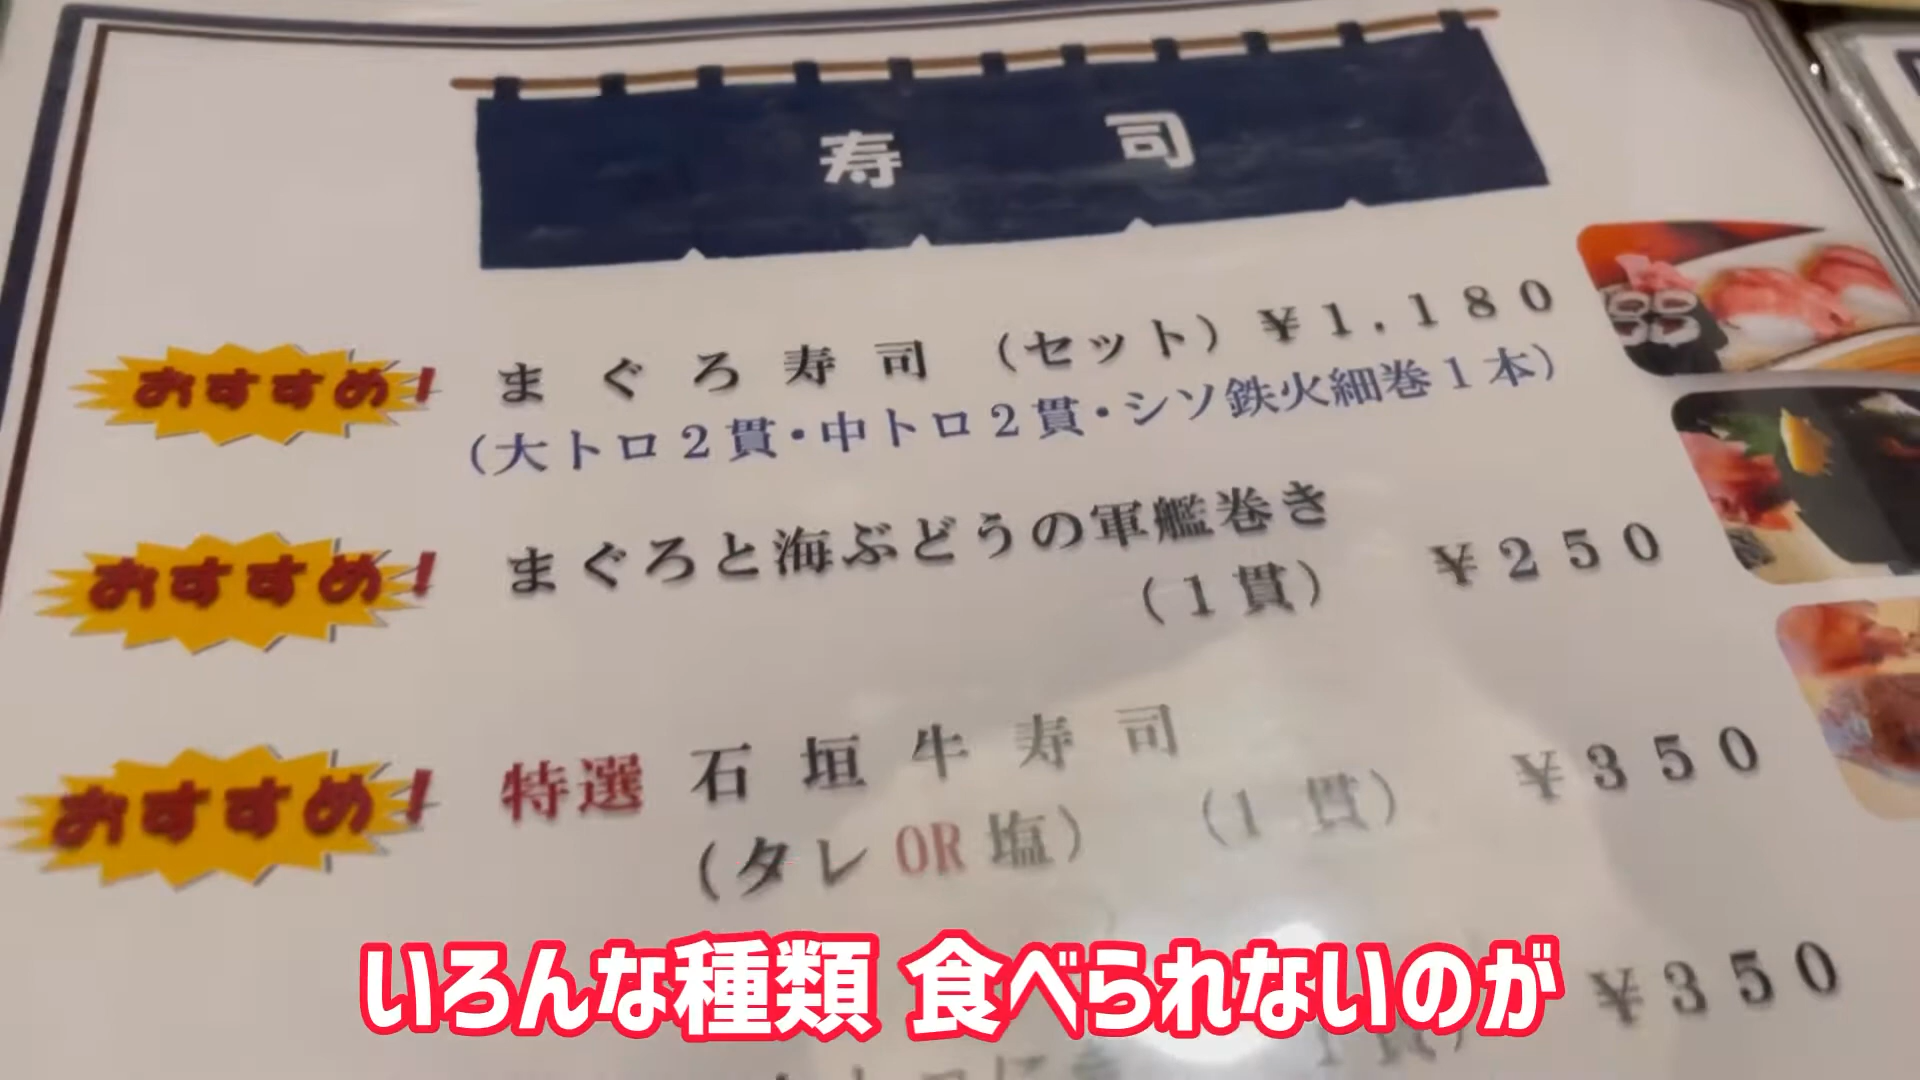 寿司
おすすめ! まぐろ寿司(セット) ¥1,180
(大トロ2貫・中トロ2貫・シソ鉄火細巻1本)
おすすめ! まぐろと海ぶどうの軍艦巻き
(1貫) ¥250
おすすめ! 特選 石垣牛寿司
(タレOR塩) (1貫) ¥350
いろんな種類 食べられないのが
¥350